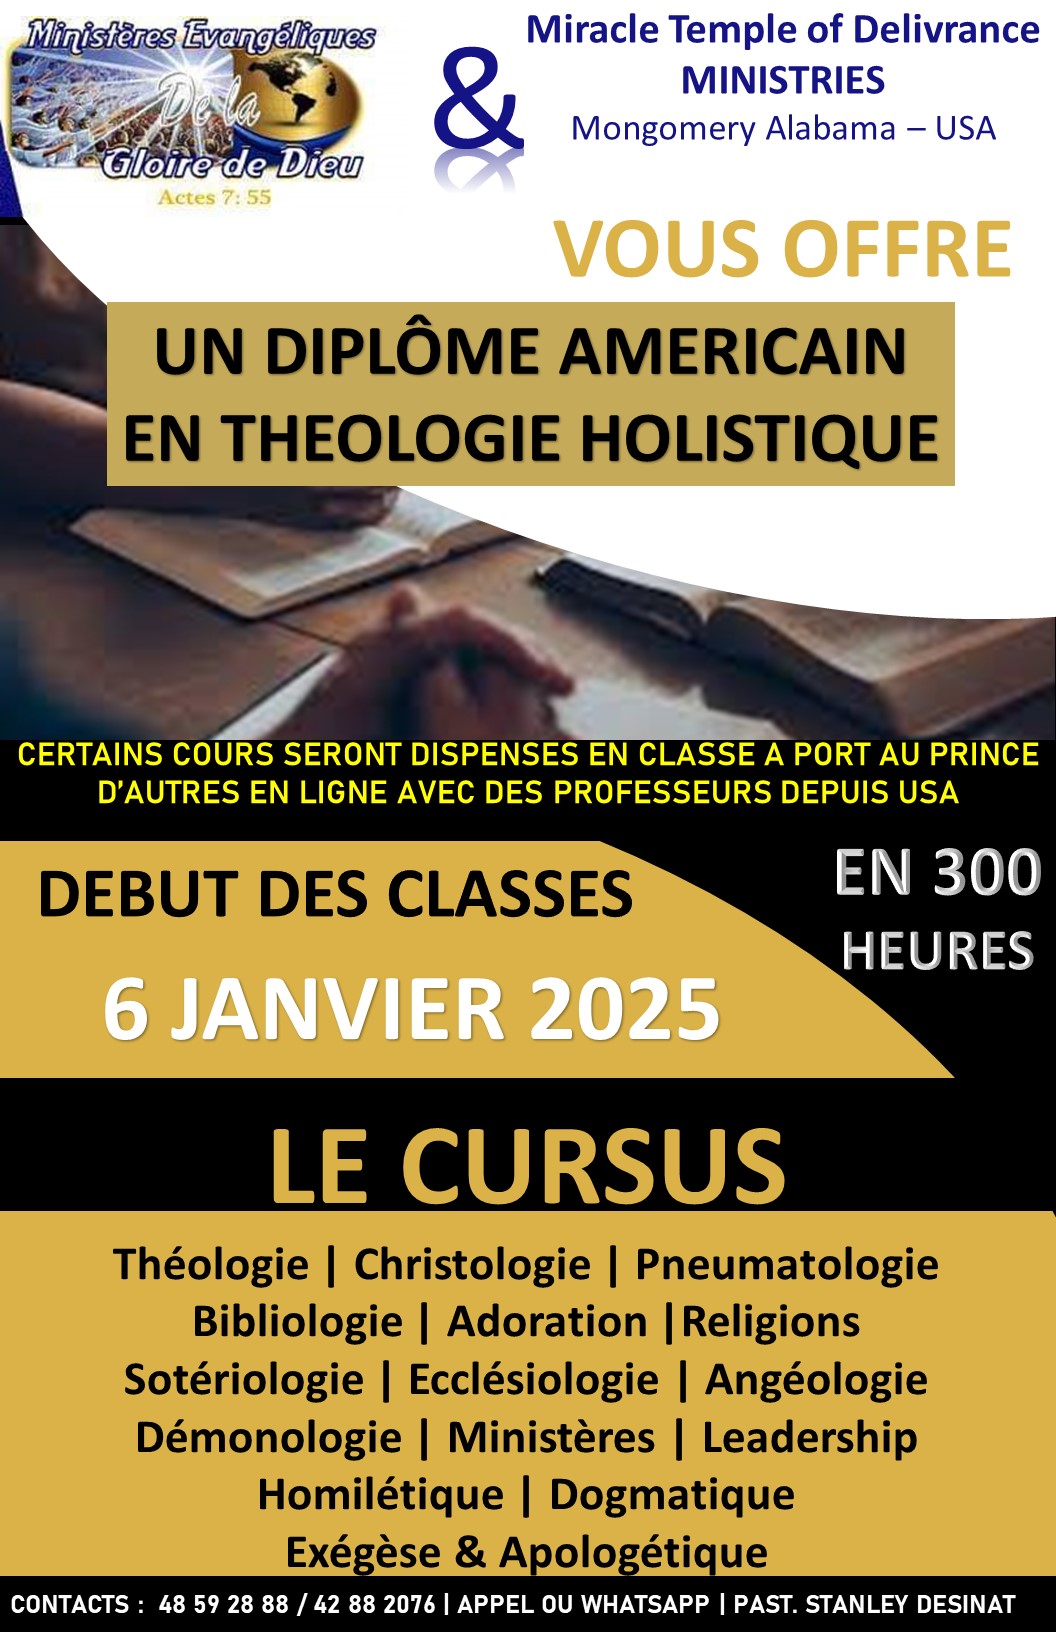 Ministères Evangéliques
De la
Gloire de Dieu
Actes 7: 55
&
Miracle Temple of Delivrance
MINISTRIES
Mongomery Alabama – USA
VOUS OFFRE
UN DIPLÔME AMERICAIN
EN THEOLOGIE HOLISTIQUE
CERTAINS COURS SERONT DISPENSES EN CLASSE A PORT AU PRINCE
D'AUTRES EN LIGNE AVEC DES PROFESSEURS DEPUIS USA
DEBUT DES CLASSES
6 JANVIER 2025
EN 300
HEURES
LE CURSUS
Théologie | Christologie | Pneumatologie
Bibliologie | Adoration |Religions
Sotériologie | Ecclésiologie | Angéologie
Démonologie | Ministères | Leadership
Homilétique | Dogmatique
Exégèse & Apologétique
CONTACTS : 48 59 28 88 / 42 88 2076 | APPEL OU WHATSAPP | PAST. STANLEY DESINAT